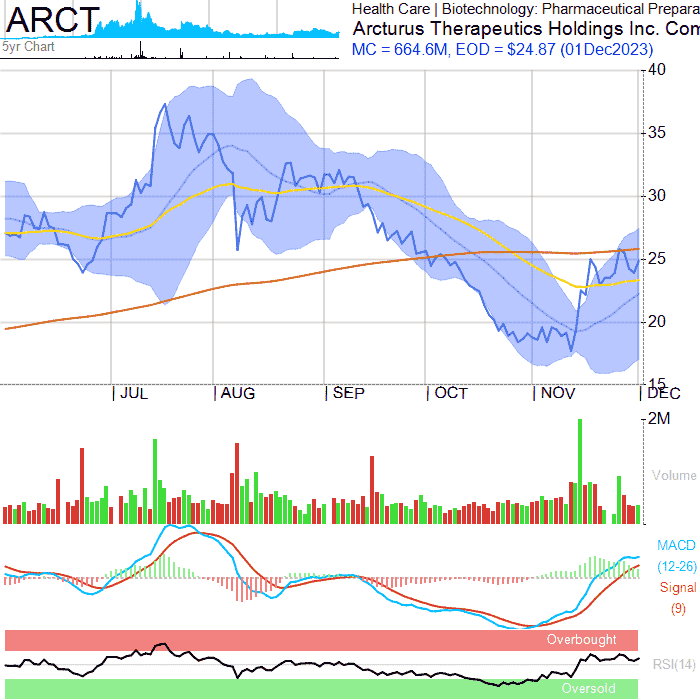 ARCT
5yr Chart
Health Care | Biotechnology: Pharmaceutical Prepara
Arcturus Therapeutics Holdings Inc. Com
MC = 664.6M, EOD = $24.87 (01Dec2023)
40
35
30
25
20
15
JUL AUG SEP OCT NOV DEC
2M
Volume
MACD
(12-26)
Signal
(9)
Overbought
RSI(14)
Oversold